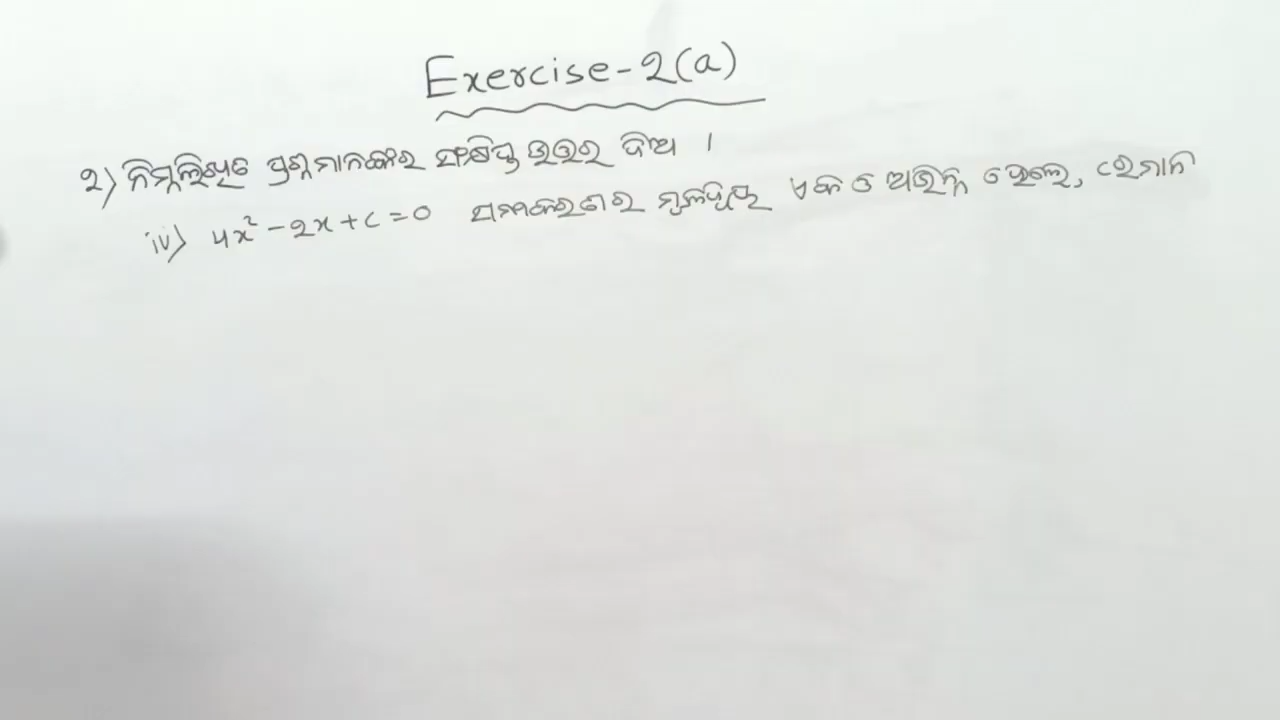 Exercise-2(a)
2) ନିମ୍ନଲିଖିତ ପ୍ରଶ୍ନମାନଙ୍କର ସଂକ୍ଷିପ୍ତ ଉତ୍ତର ଦିଅ ।
iv) 4x² - 2x + c = 0 ସମୀକରଣର ମୂଳଦ୍ୱୟ ଏକ ଓ ଅଭିନ୍ନ ହେଲେ, cର ମାନ